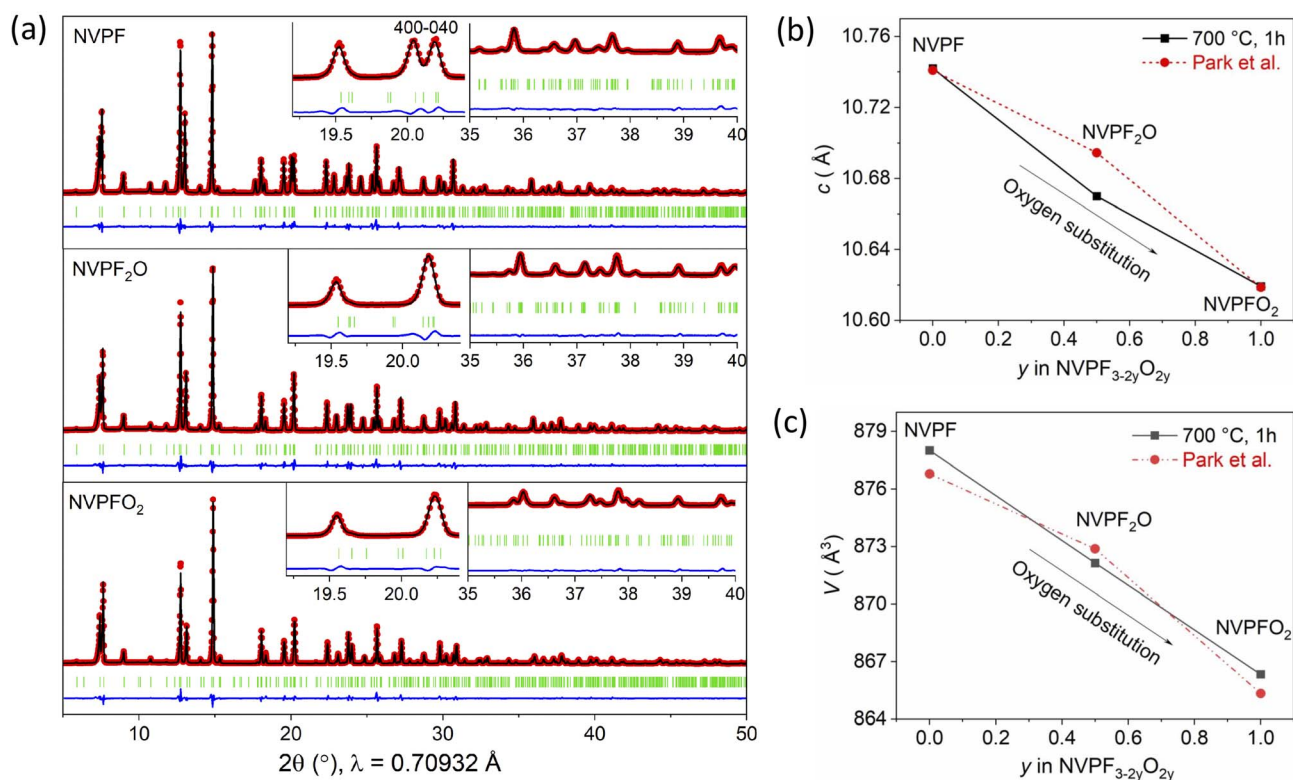 (a)
NVPF
400-040
19.5 20.0
35 36 37 38 39 40
NVPF₂O
19.5 20.0
35 36 37 38 39 40
NVPFO₂
19.5 20.0
35 36 37 38 39 40
10 20 30 40 50
2θ (°), λ = 0.70932 Å
(b)
10.76
10.72
10.68
10.64
10.60
c (Å)
NVPF
700 °C, 1h
Park et al.
NVPF₂O
Oxygen substitution
NVPFO₂
0.0 0.2 0.4 0.6 0.8 1.0
y in NVPF₃₋₂yO₂y
(c)
879
876
873
870
867
864
V (Å³)
NVPF
700 °C, 1h
Park et al.
NVPF₂O
Oxygen substitution
NVPFO₂
0.0 0.2 0.4 0.6 0.8 1.0
y in NVPF₃₋₂yO₂y